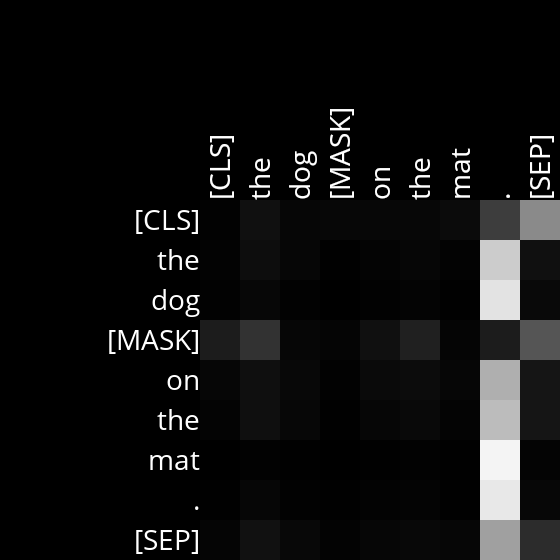 [CLS] the dog [MASK] on the mat . [SEP]
[CLS]
the
dog
[MASK]
on
the
mat
.
[SEP]